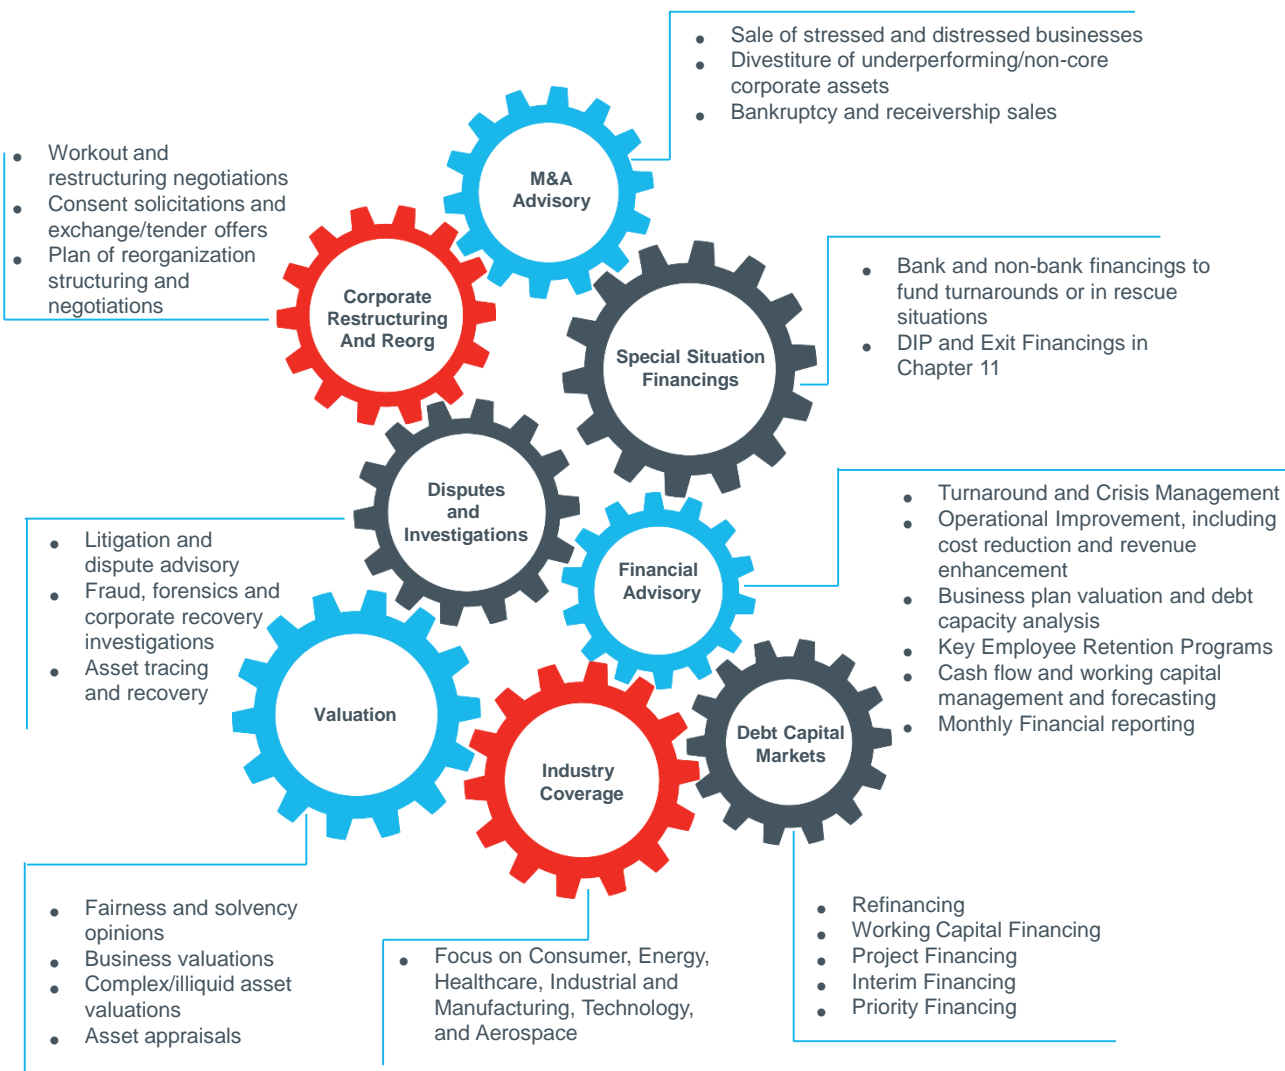 Sale of stressed and distressed businesses
Divestiture of underperforming/non-core
corporate assets
Bankruptcy and receivership sales
M&A
Advisory
Workout and
restructuring negotiations
Consent solicitations and
exchange/tender offers
Plan of reorganization
structuring and
negotiations
Corporate
Restructuring
And Reorg
Bank and non-bank financings to
fund turnarounds or in rescue
situations
DIP and Exit Financings in
Chapter 11
Special Situation
Financings
Disputes
and
Investigations
Litigation and
dispute advisory
Fraud, forensics and
corporate recovery
investigations
Asset tracing
and recovery
Financial
Advisory
Turnaround and Crisis Management
Operational Improvement, including
cost reduction and revenue
enhancement
Business plan valuation and debt
capacity analysis
Key Employee Retention Programs
Cash flow and working capital
management and forecasting
Monthly Financial reporting
Valuation
Industry
Coverage
Debt Capital
Markets
Fairness and solvency
opinions
Business valuations
Complex/illiquid asset
valuations
Asset appraisals
Focus on Consumer, Energy,
Healthcare, Industrial and
Manufacturing, Technology,
and Aerospace
Refinancing
Working Capital Financing
Project Financing
Interim Financing
Priority Financing